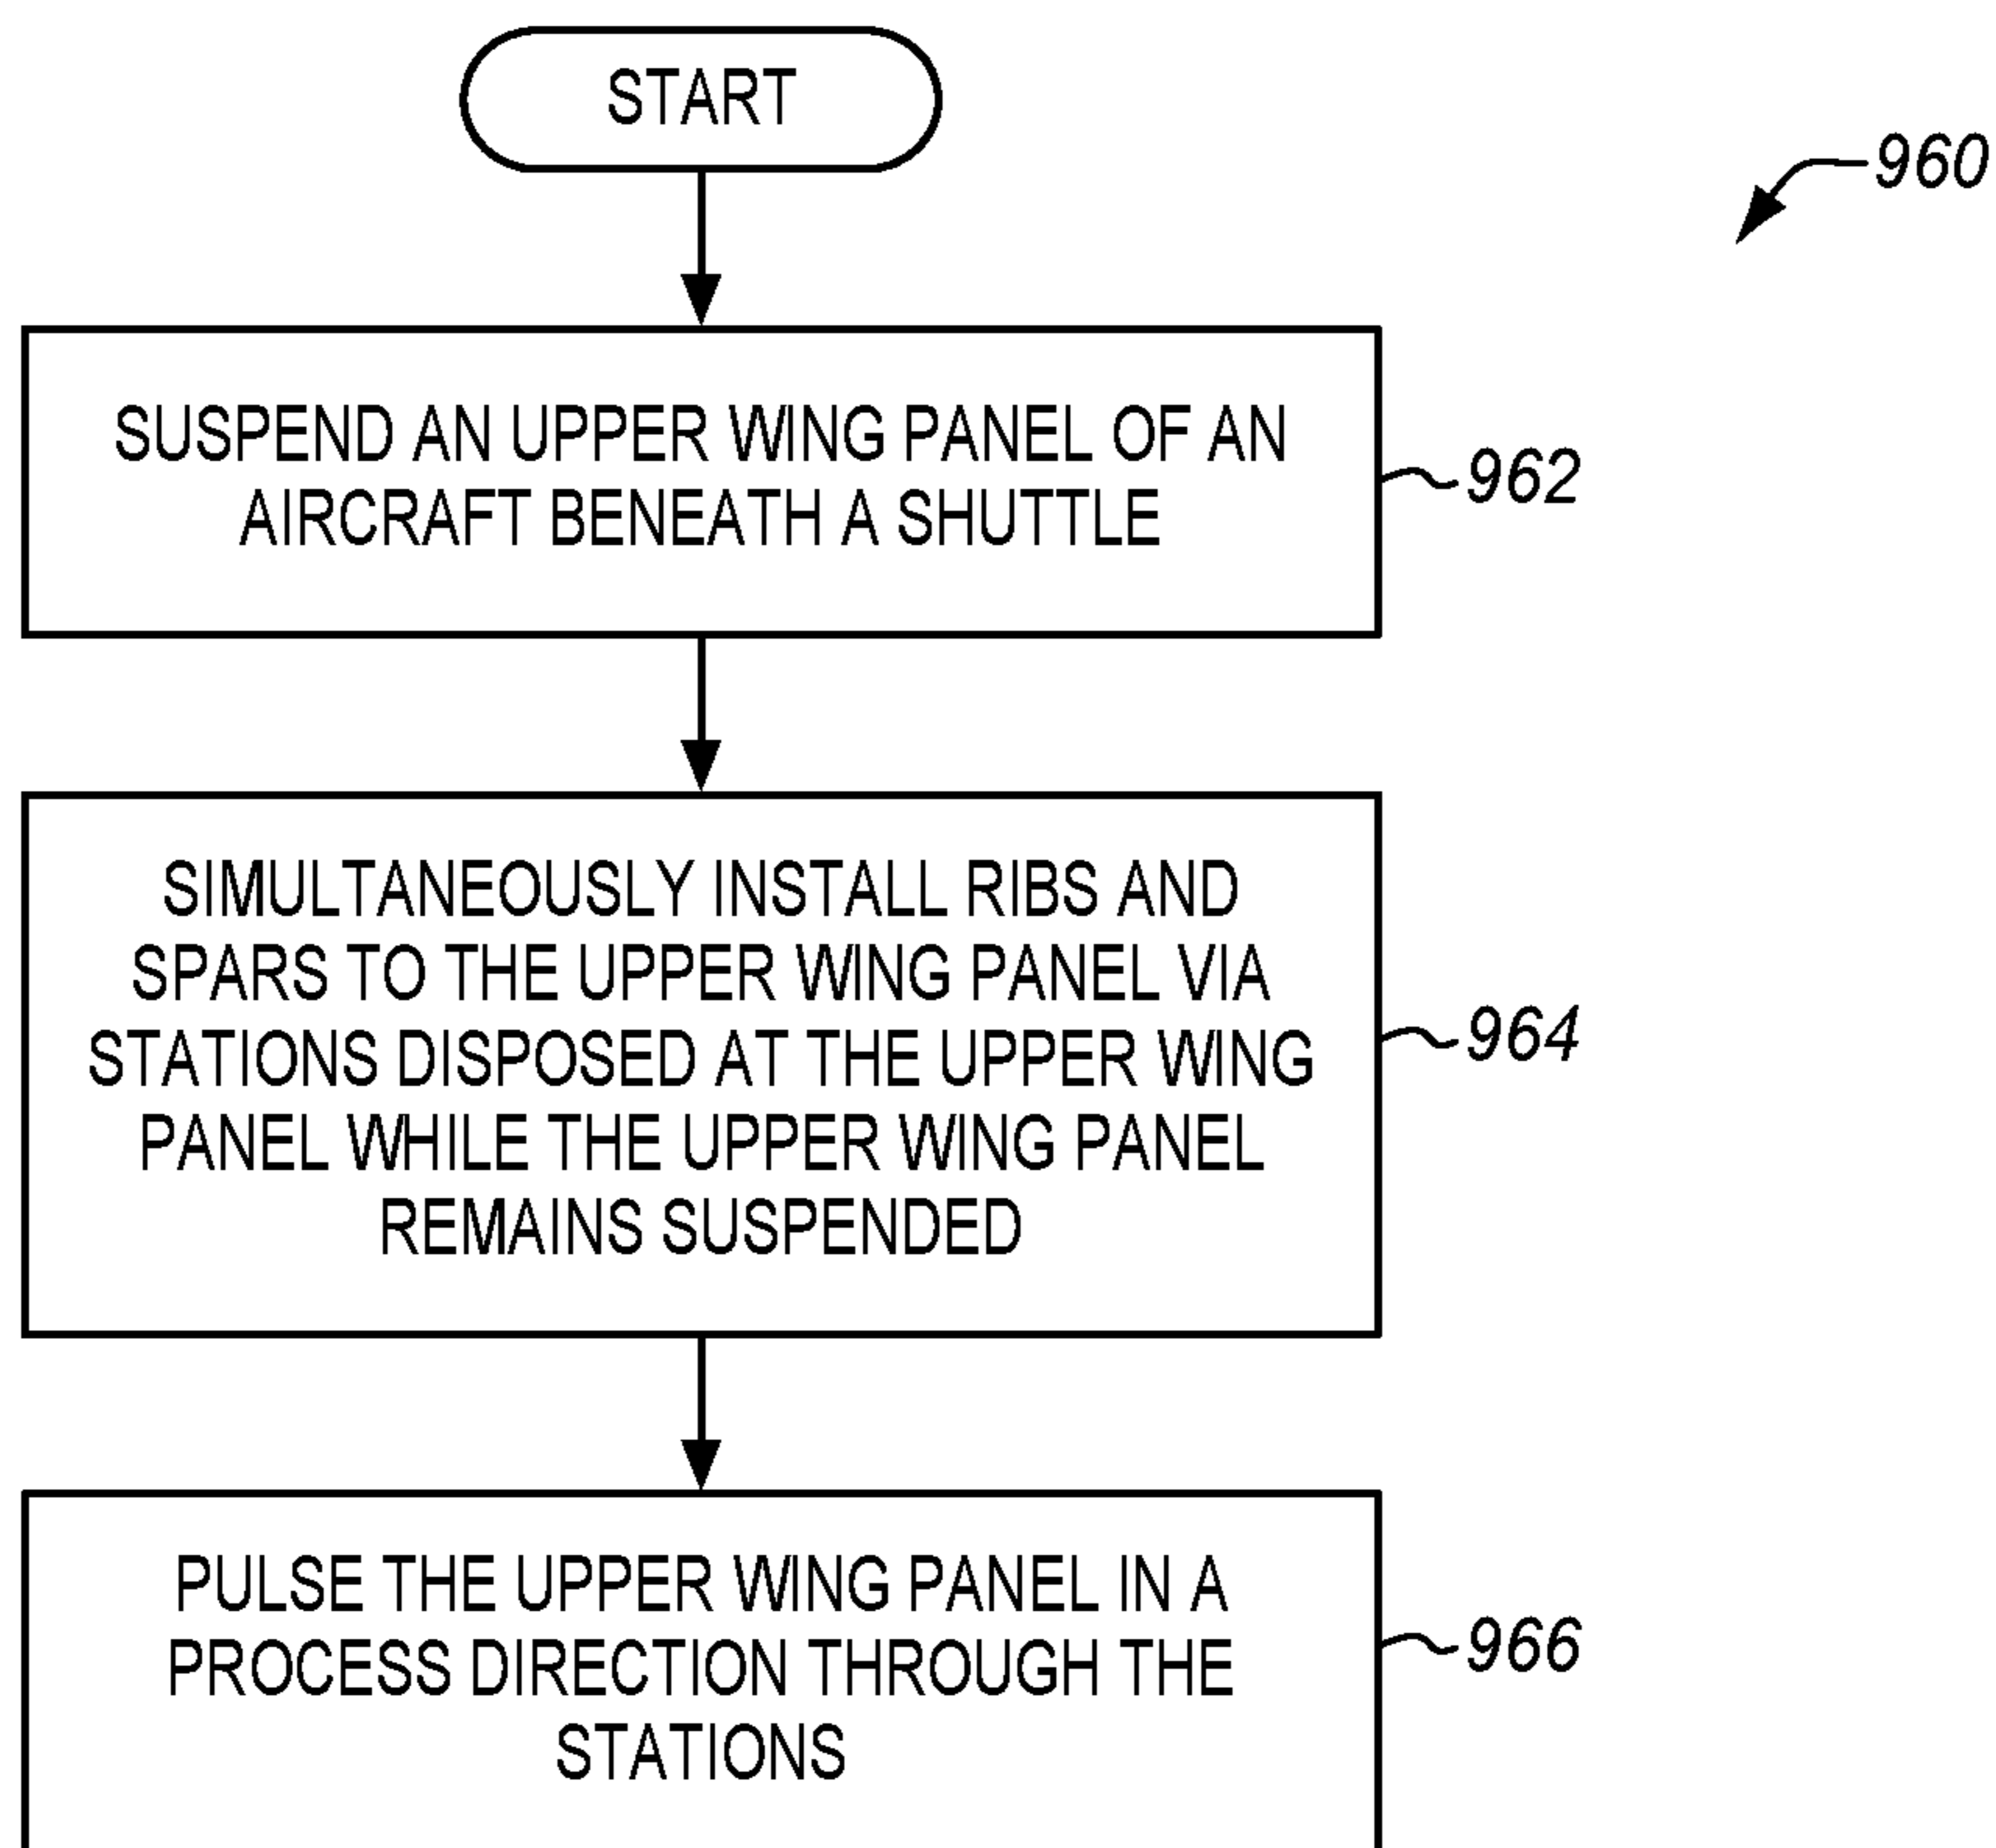 START
960
SUSPEND AN UPPER WING PANEL OF AN
AIRCRAFT BENEATH A SHUTTLE
962
SIMULTANEOUSLY INSTALL RIBS AND
SPARS TO THE UPPER WING PANEL VIA
STATIONS DISPOSED AT THE UPPER WING
PANEL WHILE THE UPPER WING PANEL
REMAINS SUSPENDED
964
PULSE THE UPPER WING PANEL IN A
PROCESS DIRECTION THROUGH THE
STATIONS
966